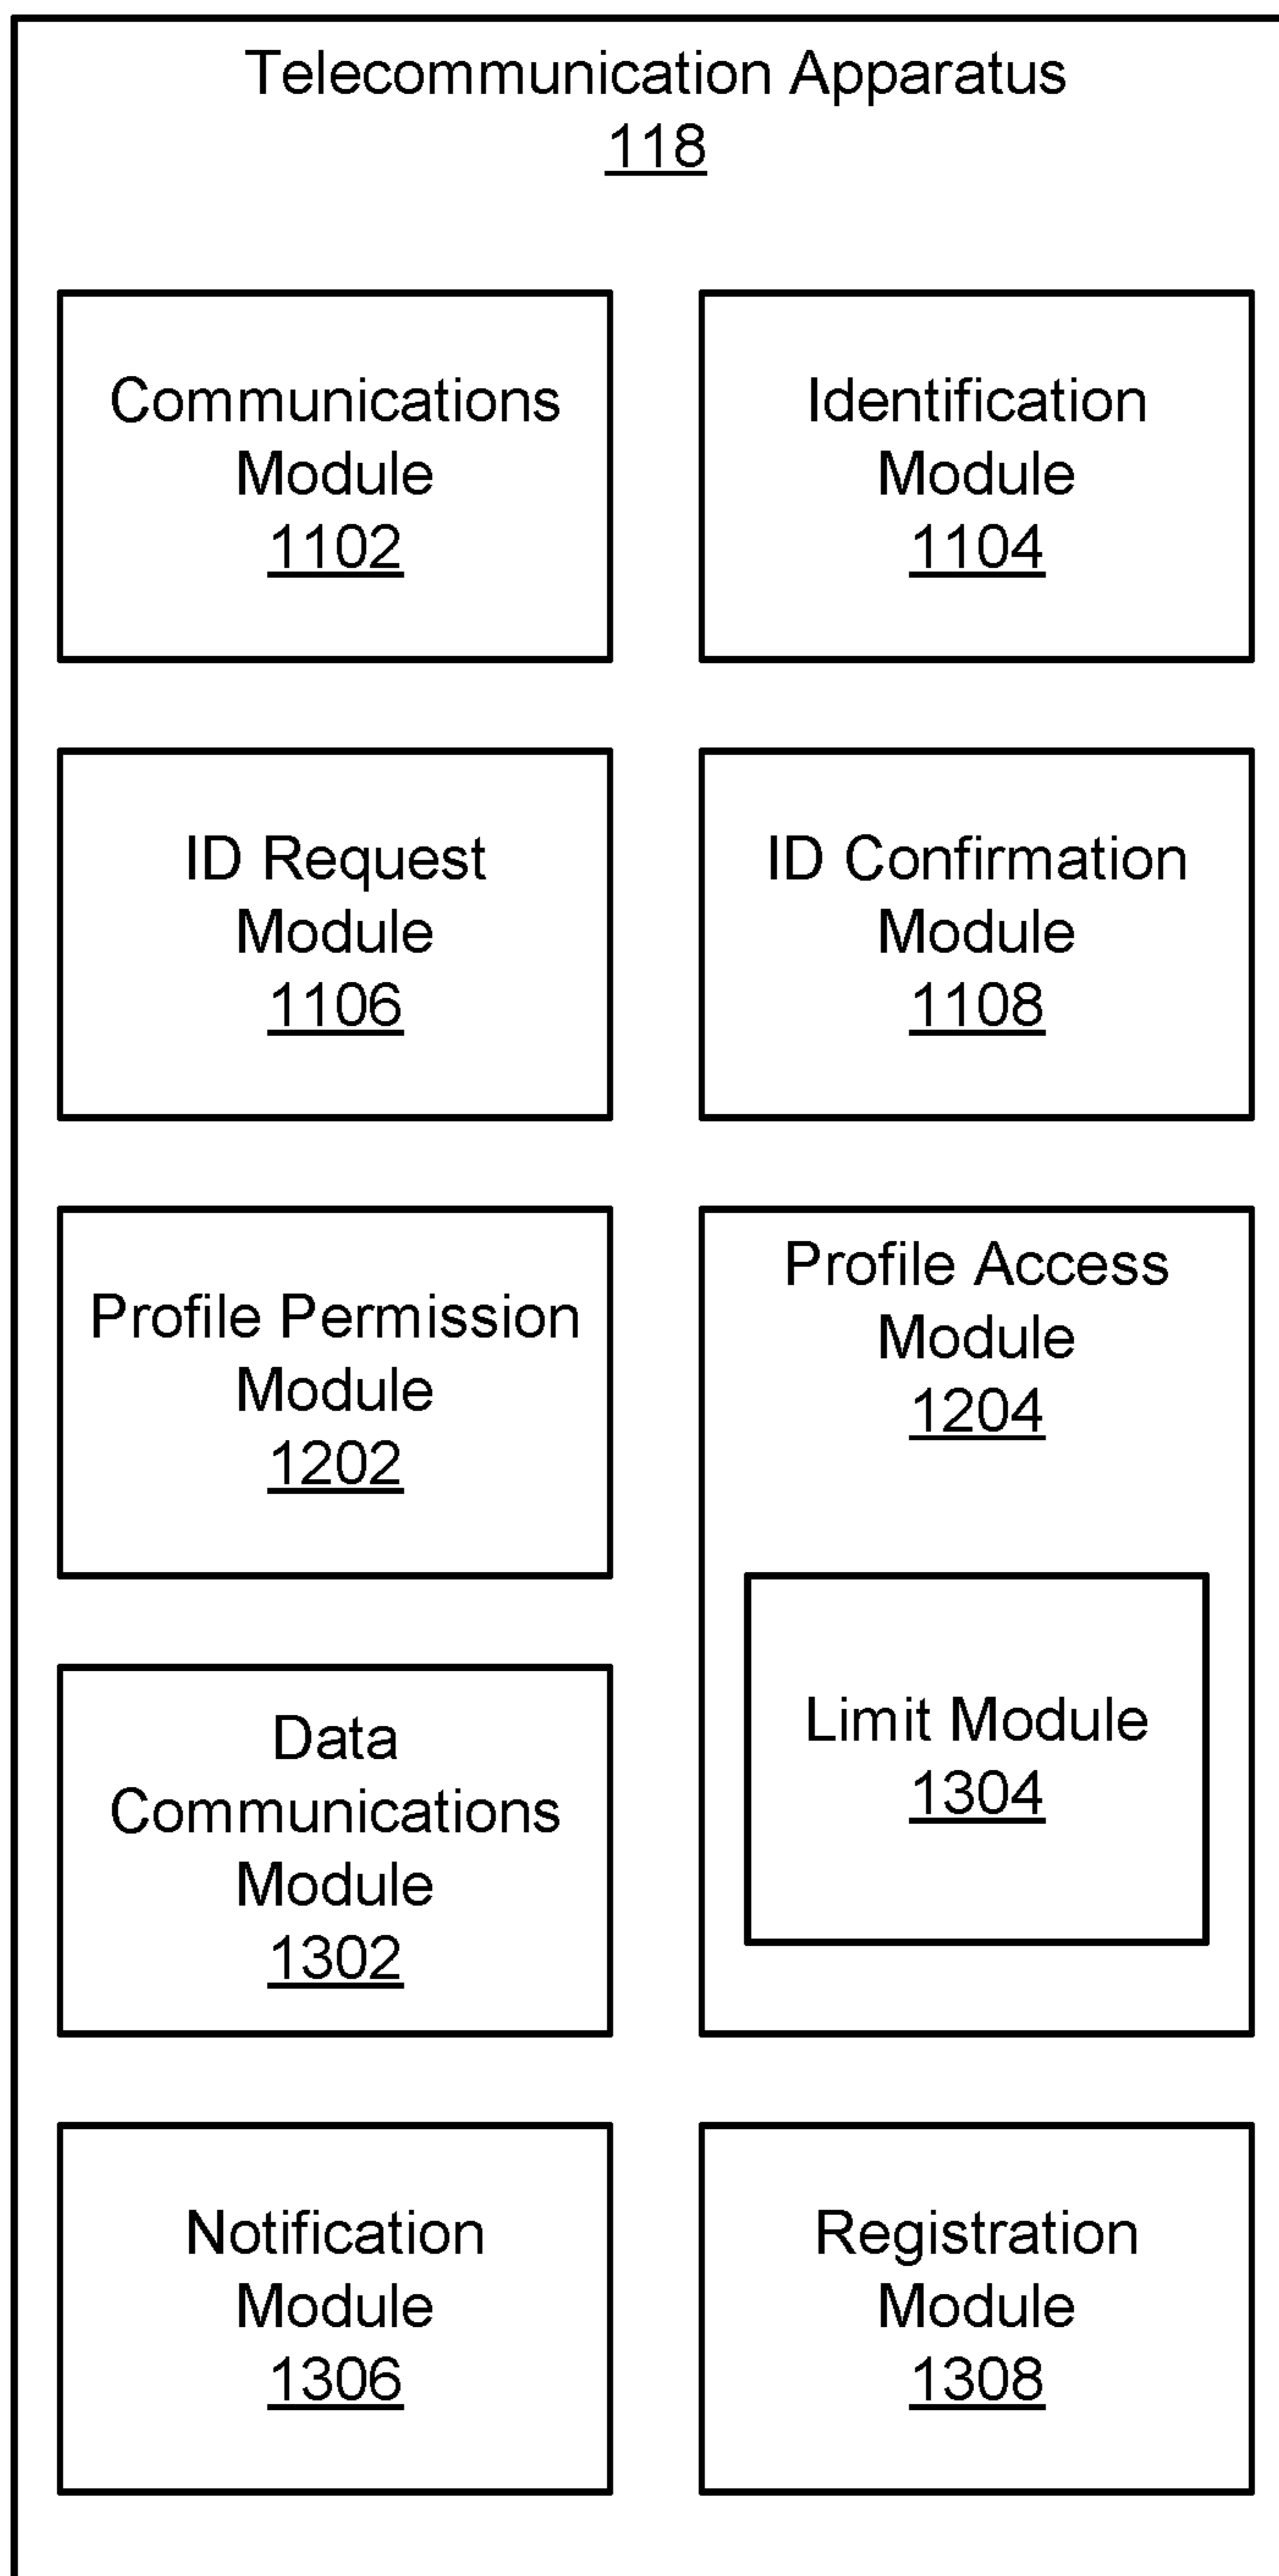 Telecommunication Apparatus
118
Communications
Module
1102
Identification
Module
1104
ID Request
Module
1106
ID Confirmation
Module
1108
Profile Permission
Module
1202
Profile Access
Module
1204
Limit Module
1304
Data
Communications
Module
1302
Notification
Module
1306
Registration
Module
1308